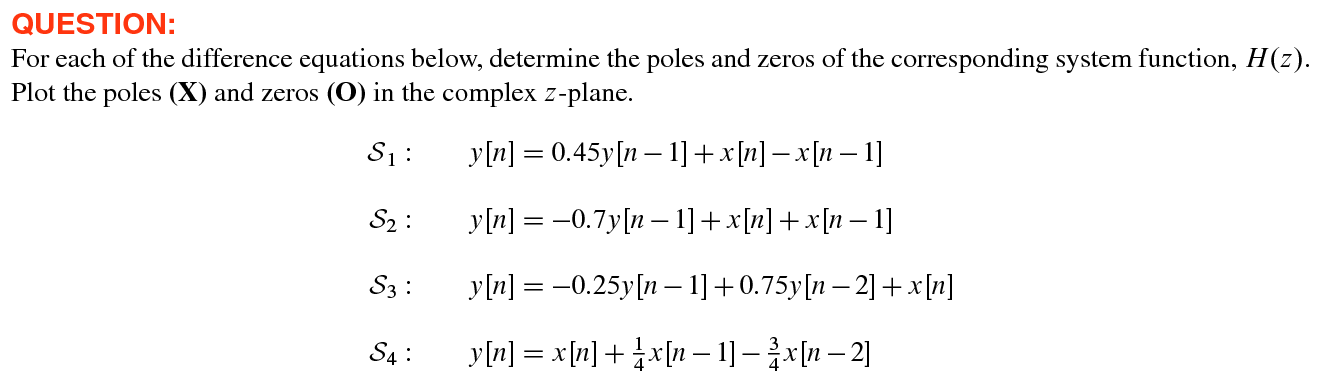 QUESTION:
For each of the difference equations below, determine the poles and zeros of the corresponding system function, H(z).
Plot the poles (X) and zeros (O) in the complex z-plane.
S₁ : y[n] = 0.45y[n − 1] + x[n] − x[n − 1]
S₂ : y[n] = −0.7y[n − 1] + x[n] + x[n − 1]
S₃ : y[n] = −0.25y[n − 1] + 0.75y[n − 2] + x[n]
S₄ : y[n] = x[n] + ¼x[n − 1] − ¾x[n − 2]